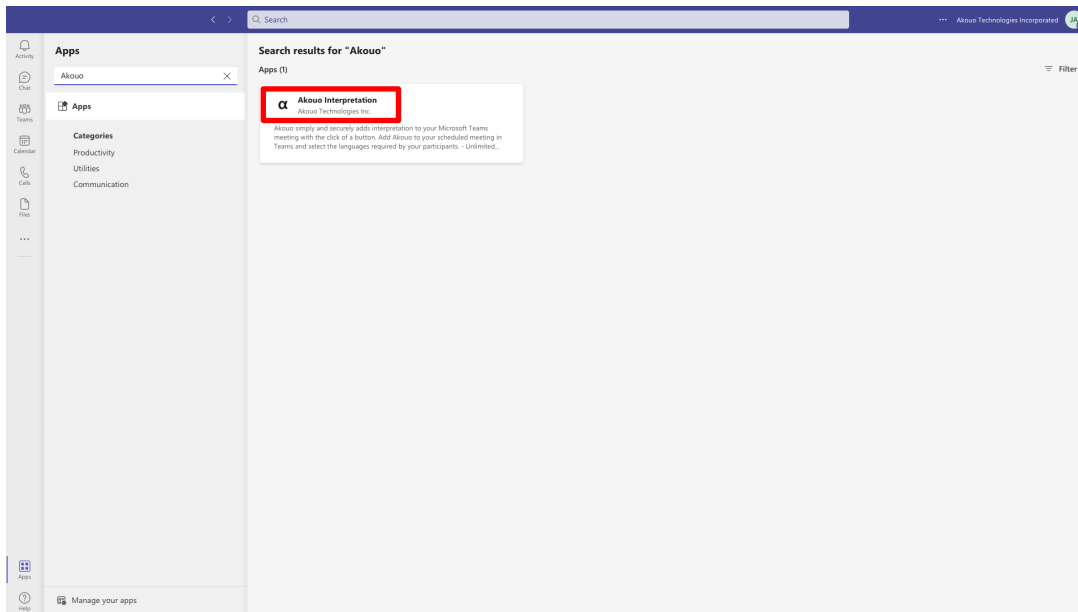 Search
Akouo Technologies Incorporated
JA
Activity
Chat
Teams
Calendar
Calls
Files
Apps
Help
Apps
Akouo
Apps
Categories
Productivity
Utilities
Communication
Manage your apps
Search results for "Akouo"
Apps (1)
Filter
α
Akouo Interpretation
Akouo Technologies Inc.
Akouo simply and securely adds interpretation to your Microsoft Teams
meeting with the click of a button. Add Akouo to your scheduled meeting in
Teams and select the languages required by your participants. - Unlimited...